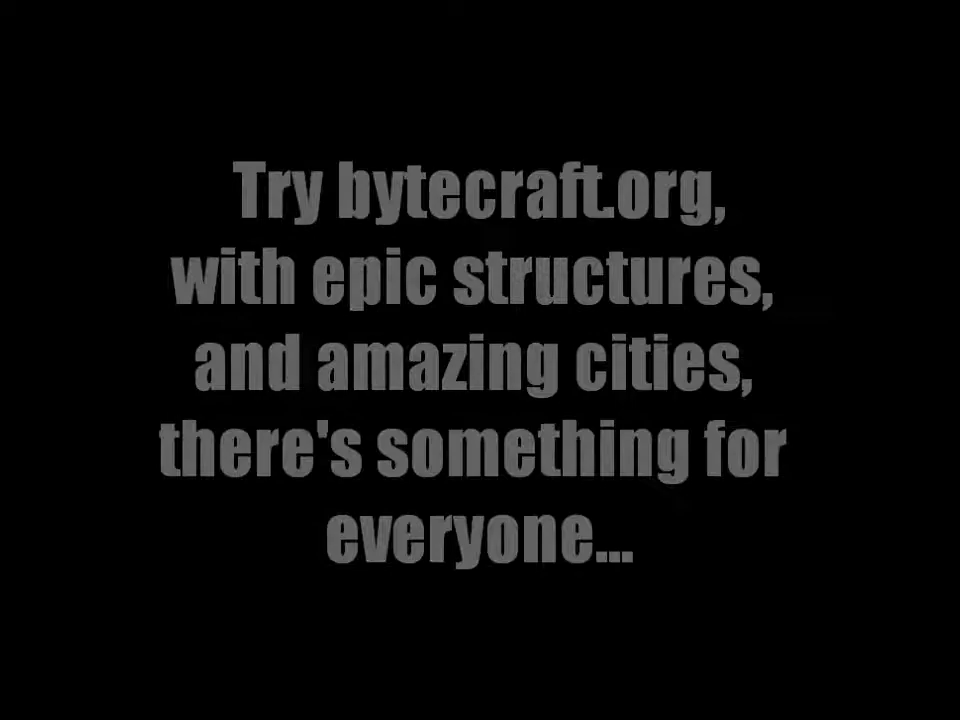 Try bytecraft.org,
with epic structures,
and amazing cities,
there's something for
everyone...